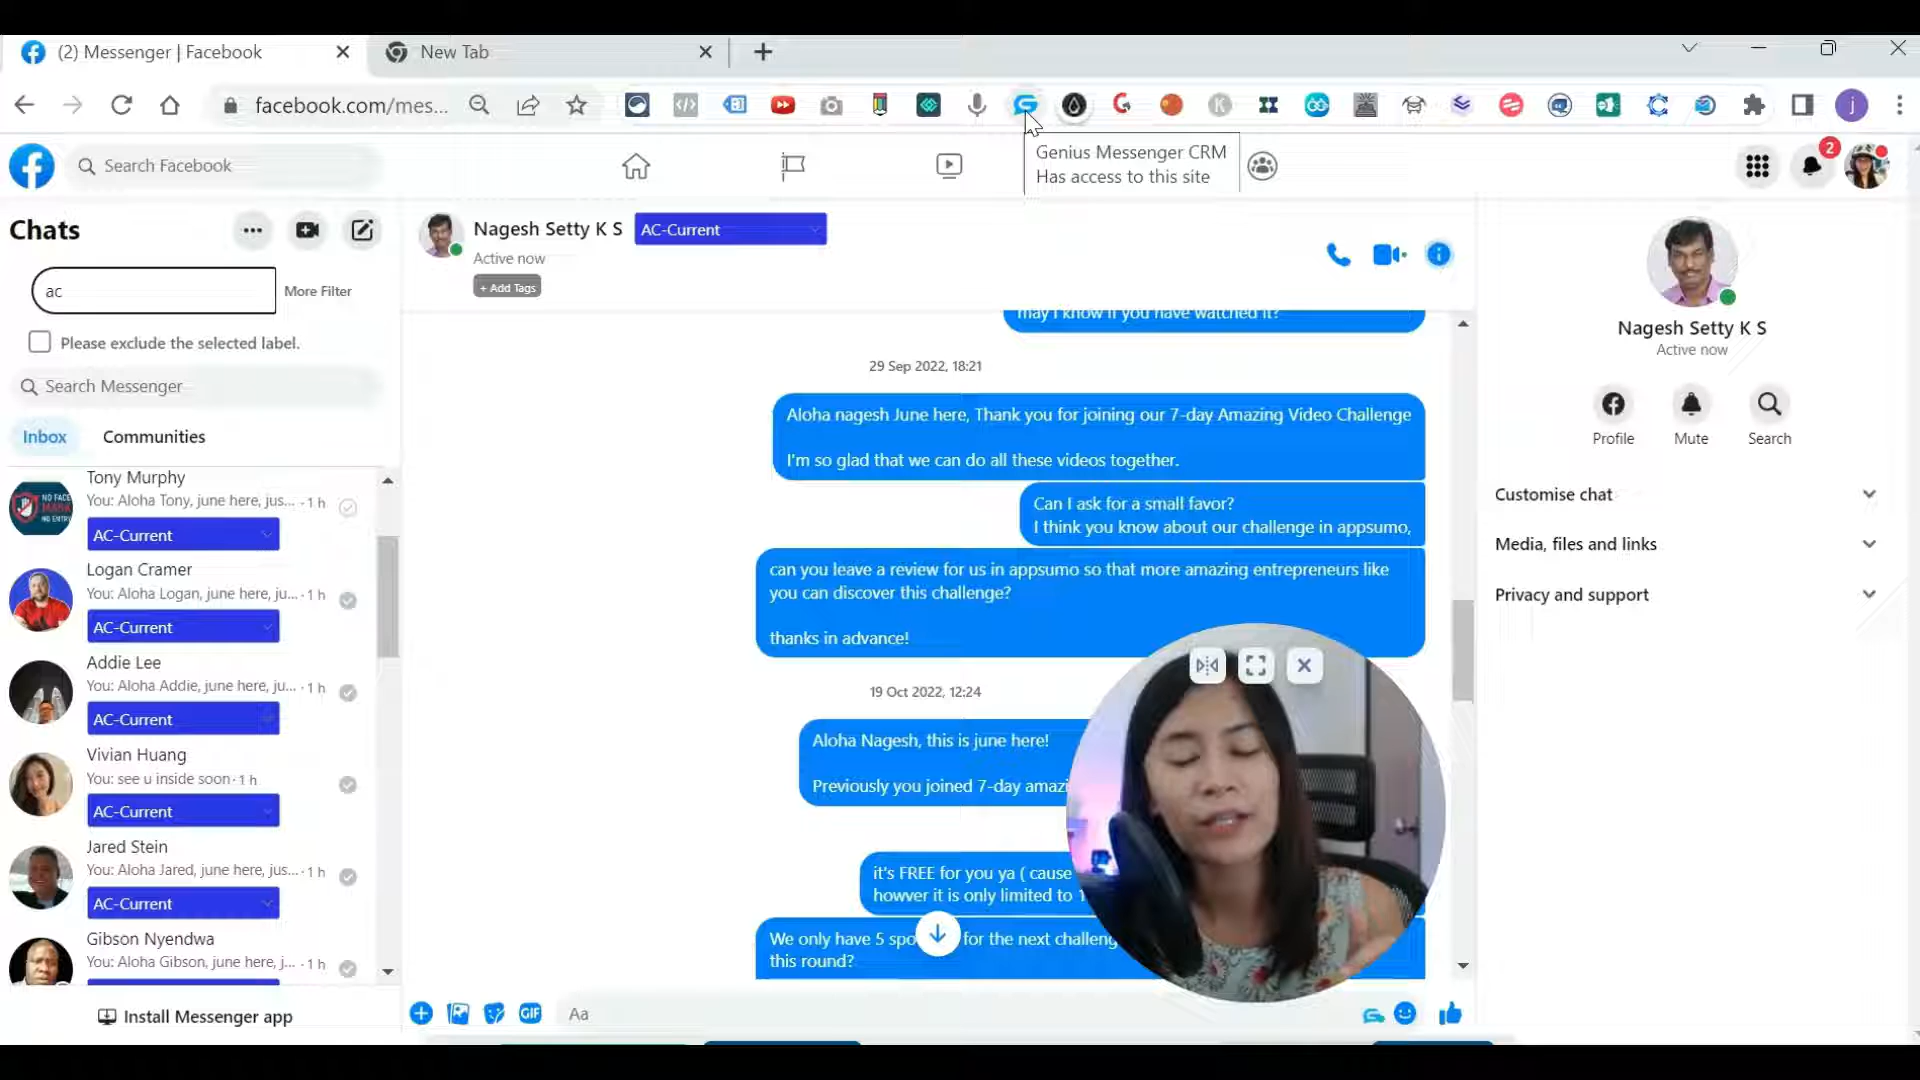 (2) Messenger | Facebook
New Tab
facebook.com/mes...
Genius Messenger CRM
Has access to this site
Search Facebook
2
Chats
ac
More Filter
Please exclude the selected label.
Search Messenger
Inbox
Communities
Tony Murphy
You: Aloha Tony, june here, jus... · 1 h
AC-Current
Logan Cramer
You: Aloha Logan, june here, ju... · 1 h
AC-Current
Addie Lee
You: Aloha Addie, june here, ju... · 1 h
AC-Current
Vivian Huang
You: see u inside soon · 1 h
AC-Current
Jared Stein
You: Aloha Jared, june here, jus... · 1 h
AC-Current
Gibson Nyendwa
You: Aloha Gibson, june here, j... · 1 h
Install Messenger app
Nagesh Setty K S
AC-Current
Active now
+ Add Tags
may I know if you have watched it?
29 Sep 2022, 18:21
Aloha nagesh June here, Thank you for joining our 7-day Amazing Video Challenge
I'm so glad that we can do all these videos together.
Can I ask for a small favor?
I think you know about our challenge in appsumo,
can you leave a review for us in appsumo so that more amazing entrepreneurs like
you can discover this challenge?
thanks in advance!
19 Oct 2022, 12:24
Aloha Nagesh, this is june here!
Previously you joined 7-day amazi
it's FREE for you ya ( cause
howver it is only limited to 1
We only have 5 spo for the next challeng
this round?
Aa
GIF
Nagesh Setty K S
Active now
Profile
Mute
Search
Customise chat
Media, files and links
Privacy and support